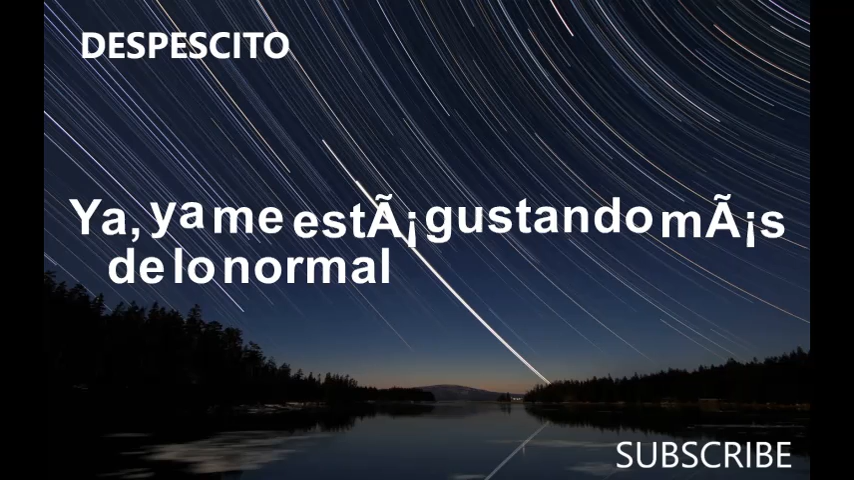 DESPESCITO
Ya, ya me estÃ¡ gustando mÃ¡s
de lo normal
SUBSCRIBE